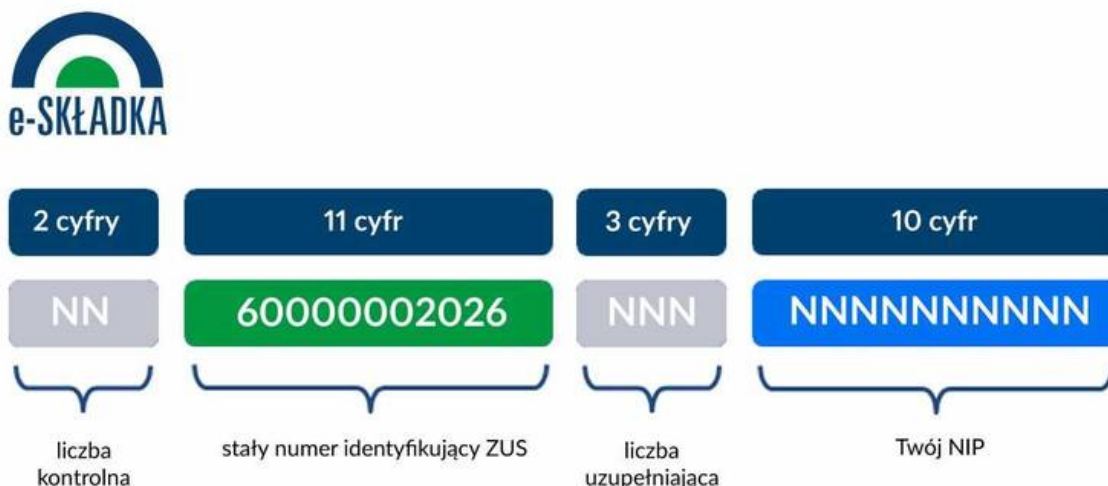 e-SKŁADKA
2 cyfry
11 cyfr
3 cyfry
10 cyfr
NN
60000002026
NNN
NNNNNNNNNN
liczba
kontrolna
stały numer identyfikujący ZUS
liczba
uzupełniająca
Twój NIP